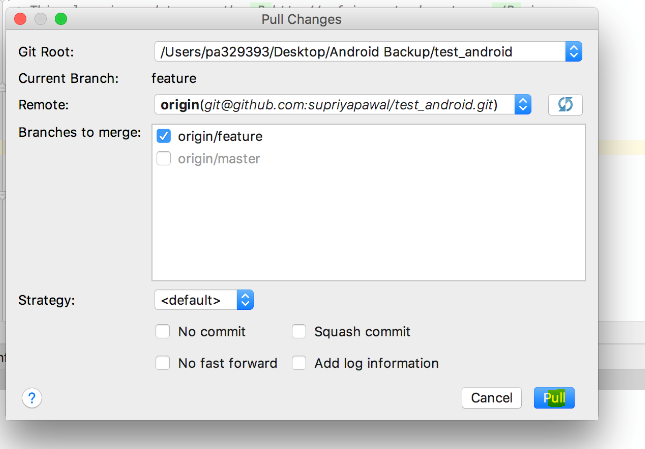 Pull Changes
Git Root: /Users/pa329393/Desktop/Android Backup/test_android
Current Branch: feature
Remote: origin(git@github.com:supriyapawal/test_android.git)
Branches to merge: origin/feature
origin/master
Strategy: <default>
No commit Squash commit
No fast forward Add log information
? Cancel Pull